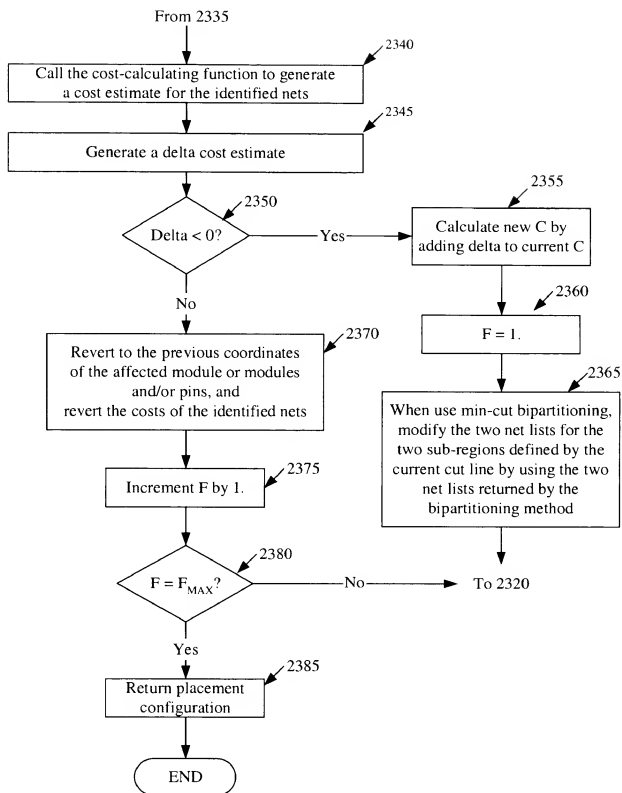 From 2335
2340
Call the cost-calculating function to generate
a cost estimate for the identified nets
2345
Generate a delta cost estimate
2350
Delta < 0?
Yes
2355
Calculate new C by
adding delta to current C
2360
F = 1.
2365
When use min-cut bipartitioning,
modify the two net lists for the
two sub-regions defined by the
current cut line by using the two
net lists returned by the
bipartitioning method
To 2320
No
2370
Revert to the previous coordinates
of the affected module or modules
and/or pins, and
revert the costs of the identified nets
2375
Increment F by 1.
2380
F = FMAX?
No
Yes
2385
Return placement
configuration
END